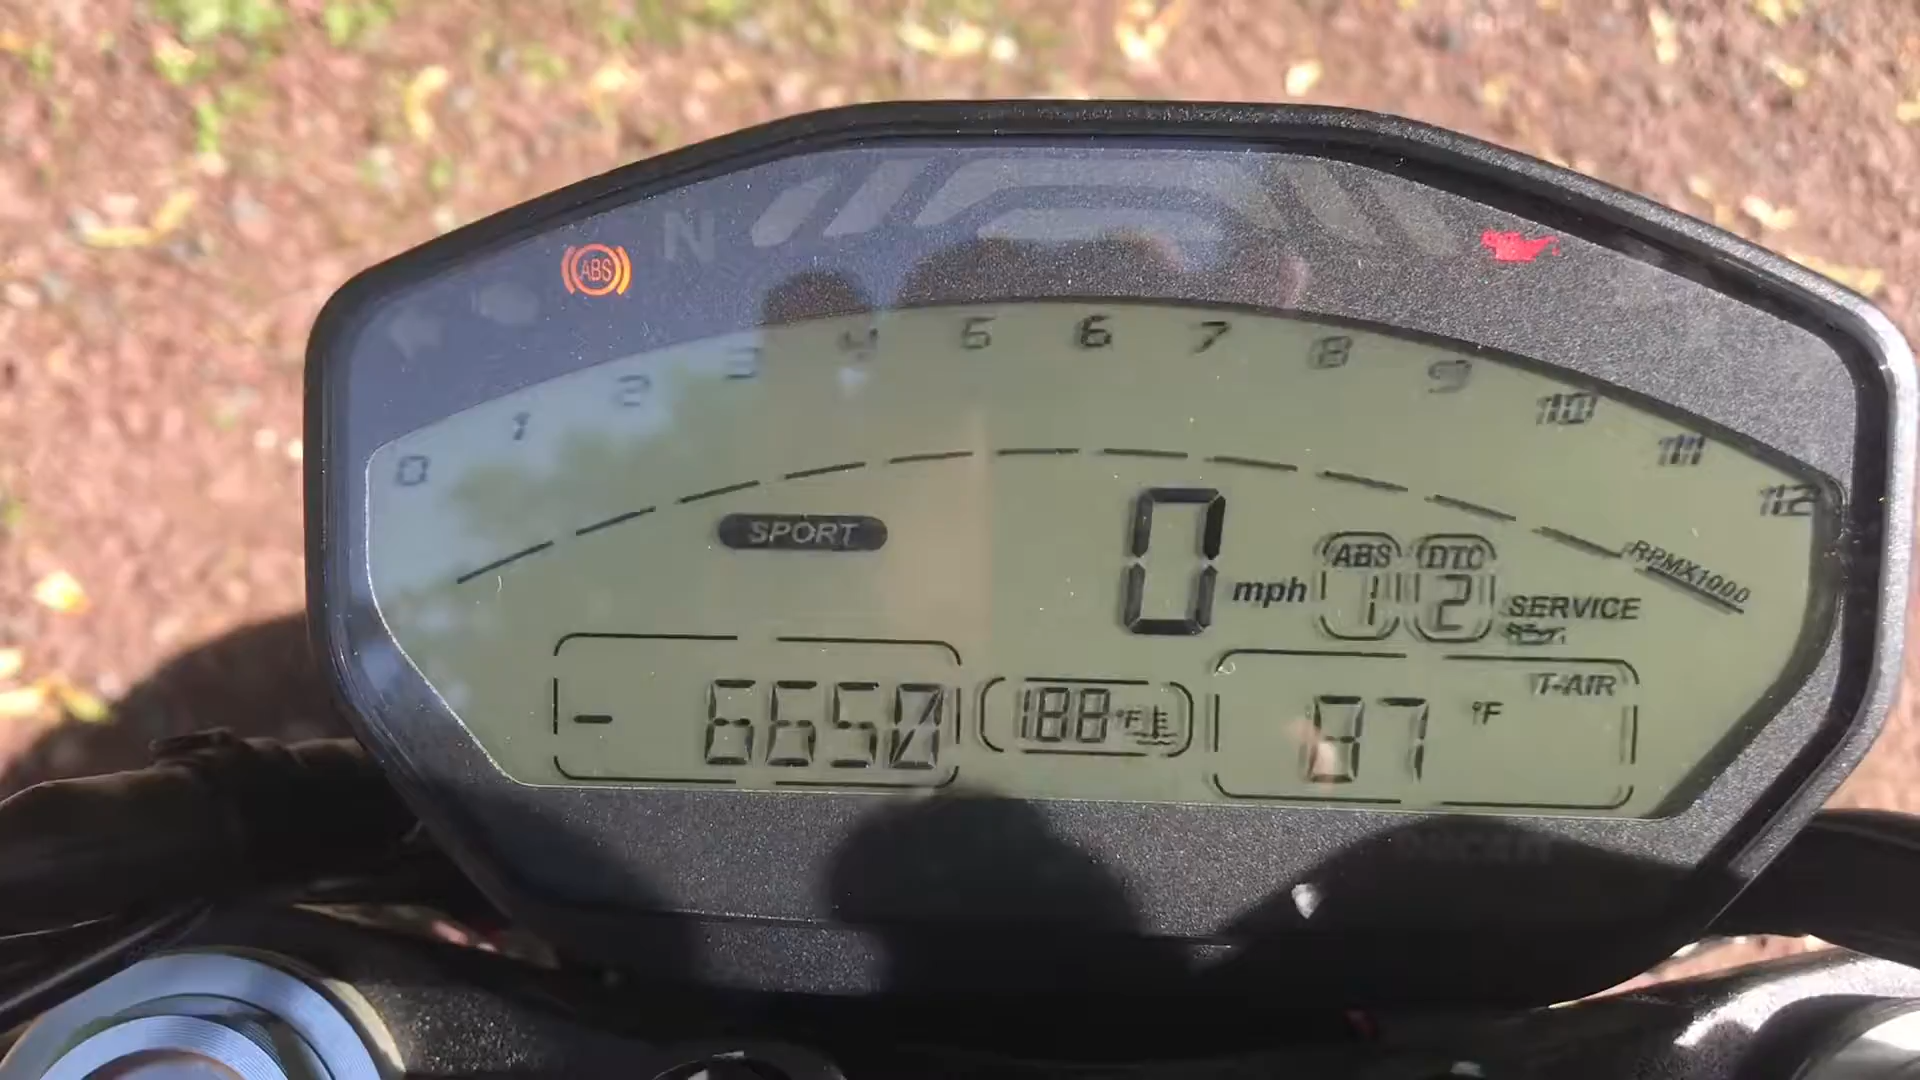 N
ABS
0 1 2 3 4 5 6 7 8 9 10 11 12
RPMX1000
SPORT
0 mph
ABS DTC
1 2
SERVICE
T-AIR
- 6650
188 °F
87 °F